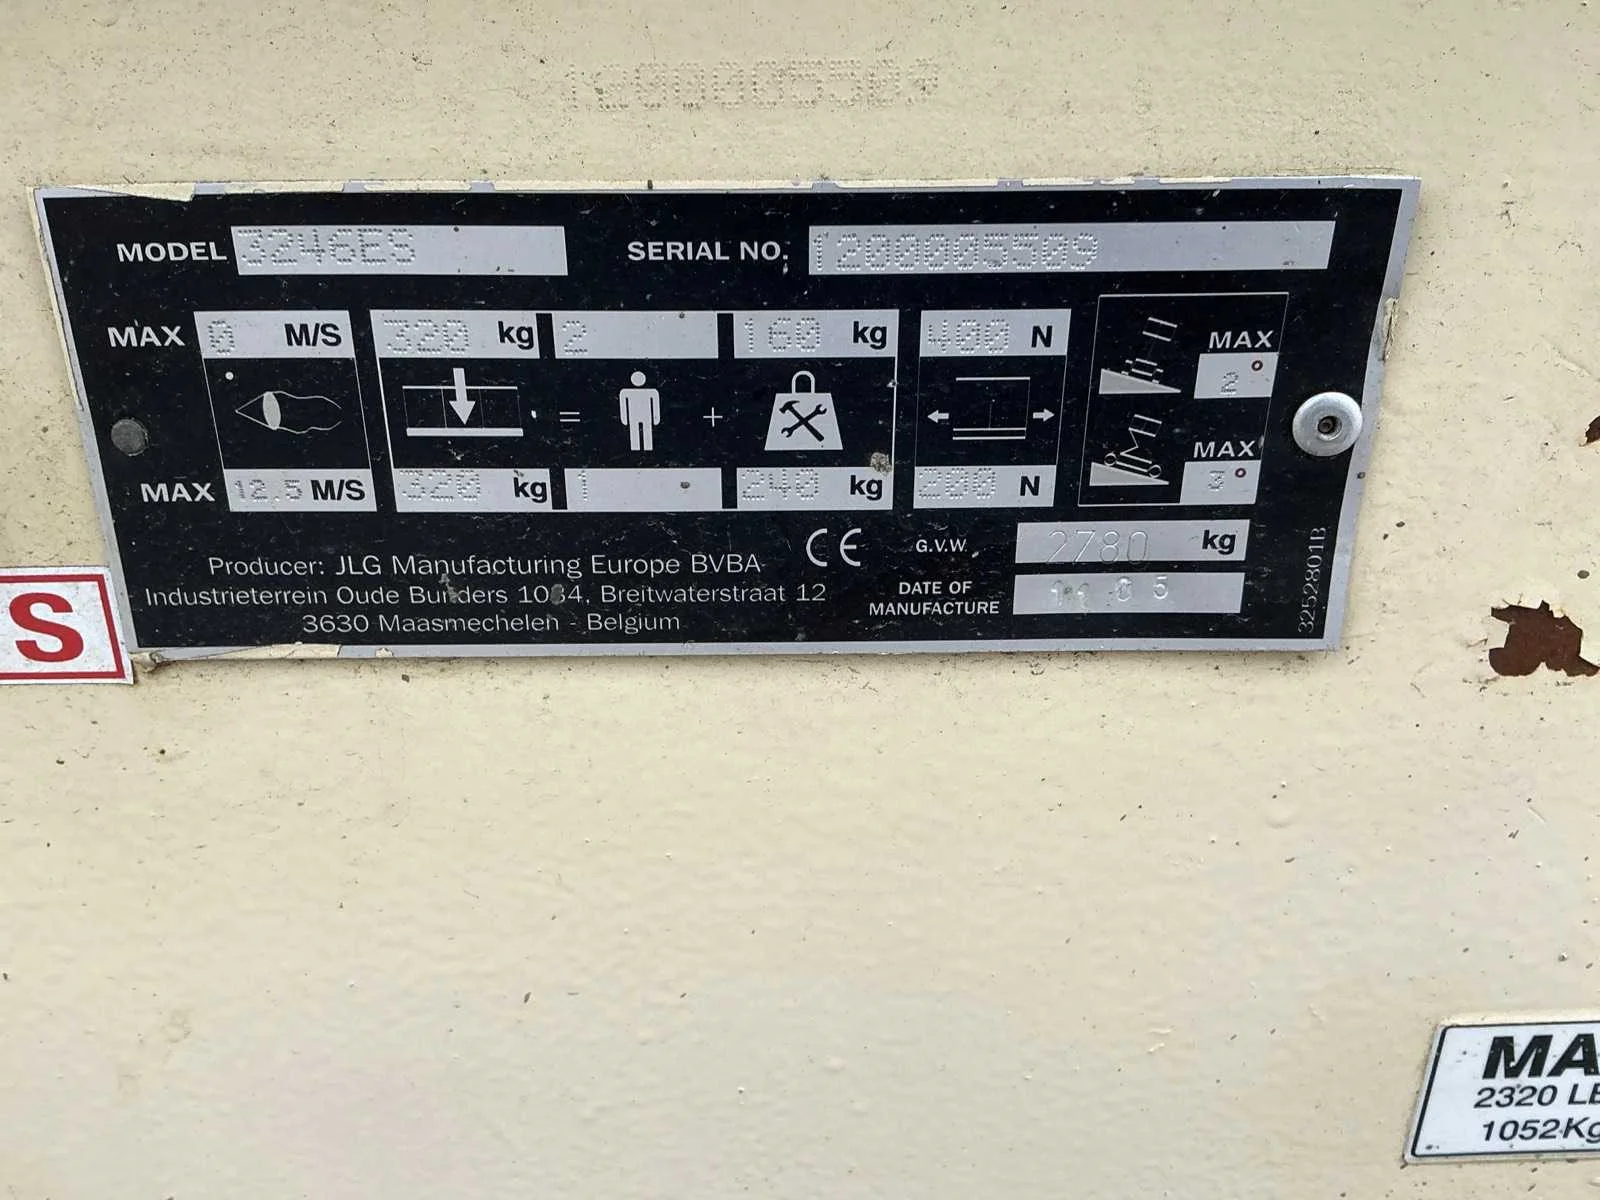 1200005509
MODEL 3246ES SERIAL NO. 1200005509
MAX 0 M/S 320 kg 2 160 kg 400 N MAX 2°
= +
MAX 3°
MAX 12.5 M/S 320 kg 1 240 kg 200 N
CE G.V.W. 2780 kg
Producer: JLG Manufacturing Europe BVBA
DATE OF MANUFACTURE 11 05
Industrieterrein Oude Bunders 1034, Breitwaterstraat 12
3630 Maasmechelen - Belgium
3252801B
S
MA
2320 LB
1052Kg